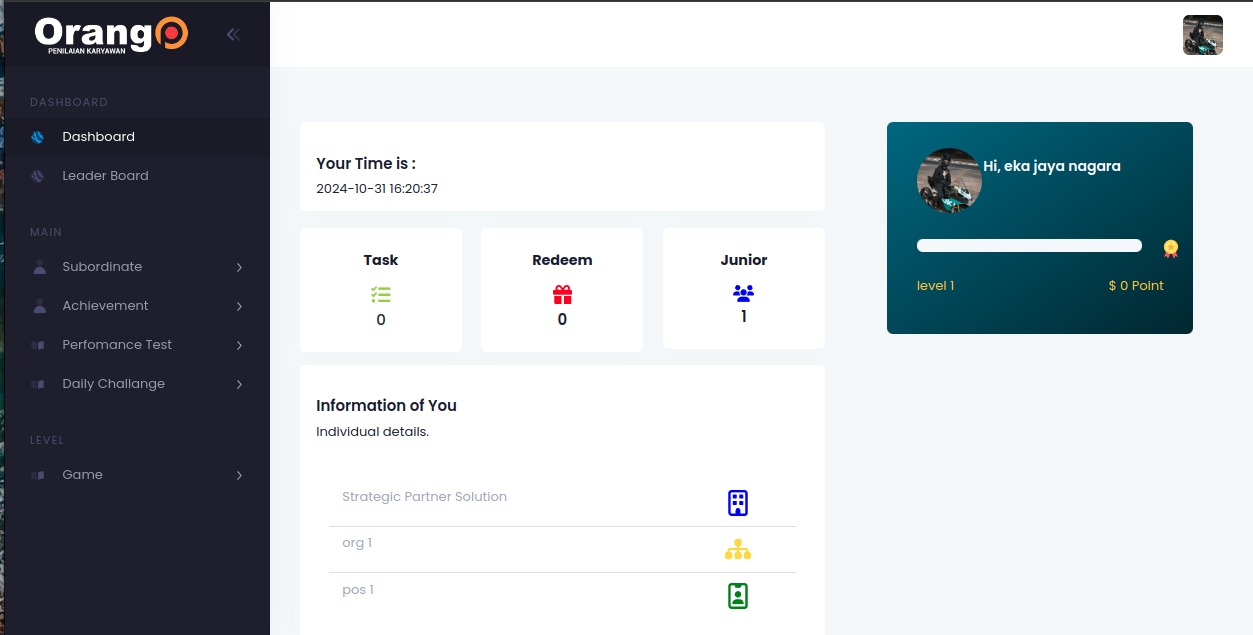 Orang
PENILAIAN KARYAWAN
DASHBOARD
Dashboard
Leader Board
MAIN
Subordinate
Achievement
Perfomance Test
Daily Challange
LEVEL
Game
Your Time is :
2024-10-31 16:20:37
Task
0
Redeem
0
Junior
1
Information of You
Individual details.
Strategic Partner Solution
org 1
pos 1
Hi, eka jaya nagara
level 1
$ 0 Point